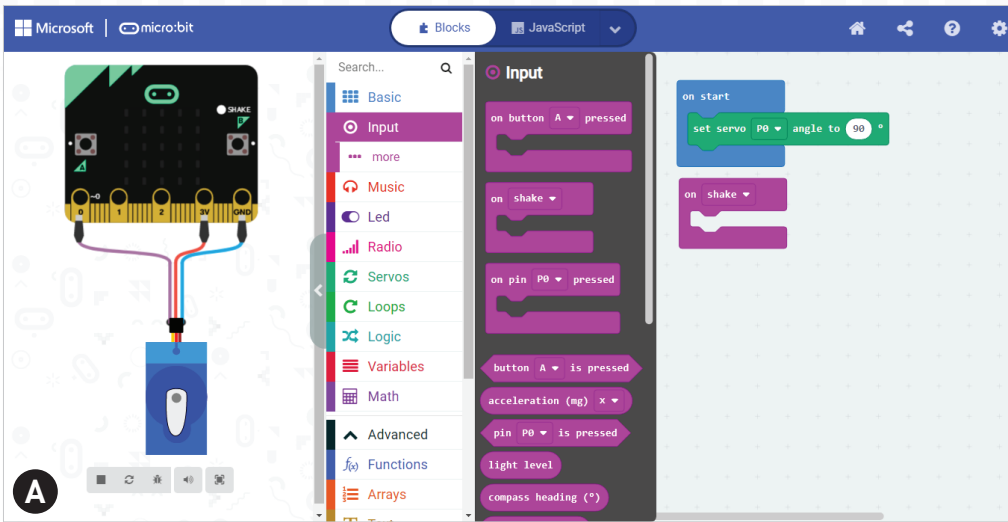 Microsoft micro:bit Blocks JavaScript
SHAKE
B
A
~0
0 1 2 3V GND
Search...
Basic
Input
more
Music
Led
Radio
Servos
Loops
Logic
Variables
Math
Advanced
f(x) Functions
Arrays
Input
on button A pressed
on shake
on pin P0 pressed
button A is pressed
acceleration (mg) x
pin P0 is pressed
light level
compass heading (°)
on start
set servo P0 angle to 90 °
on shake
A